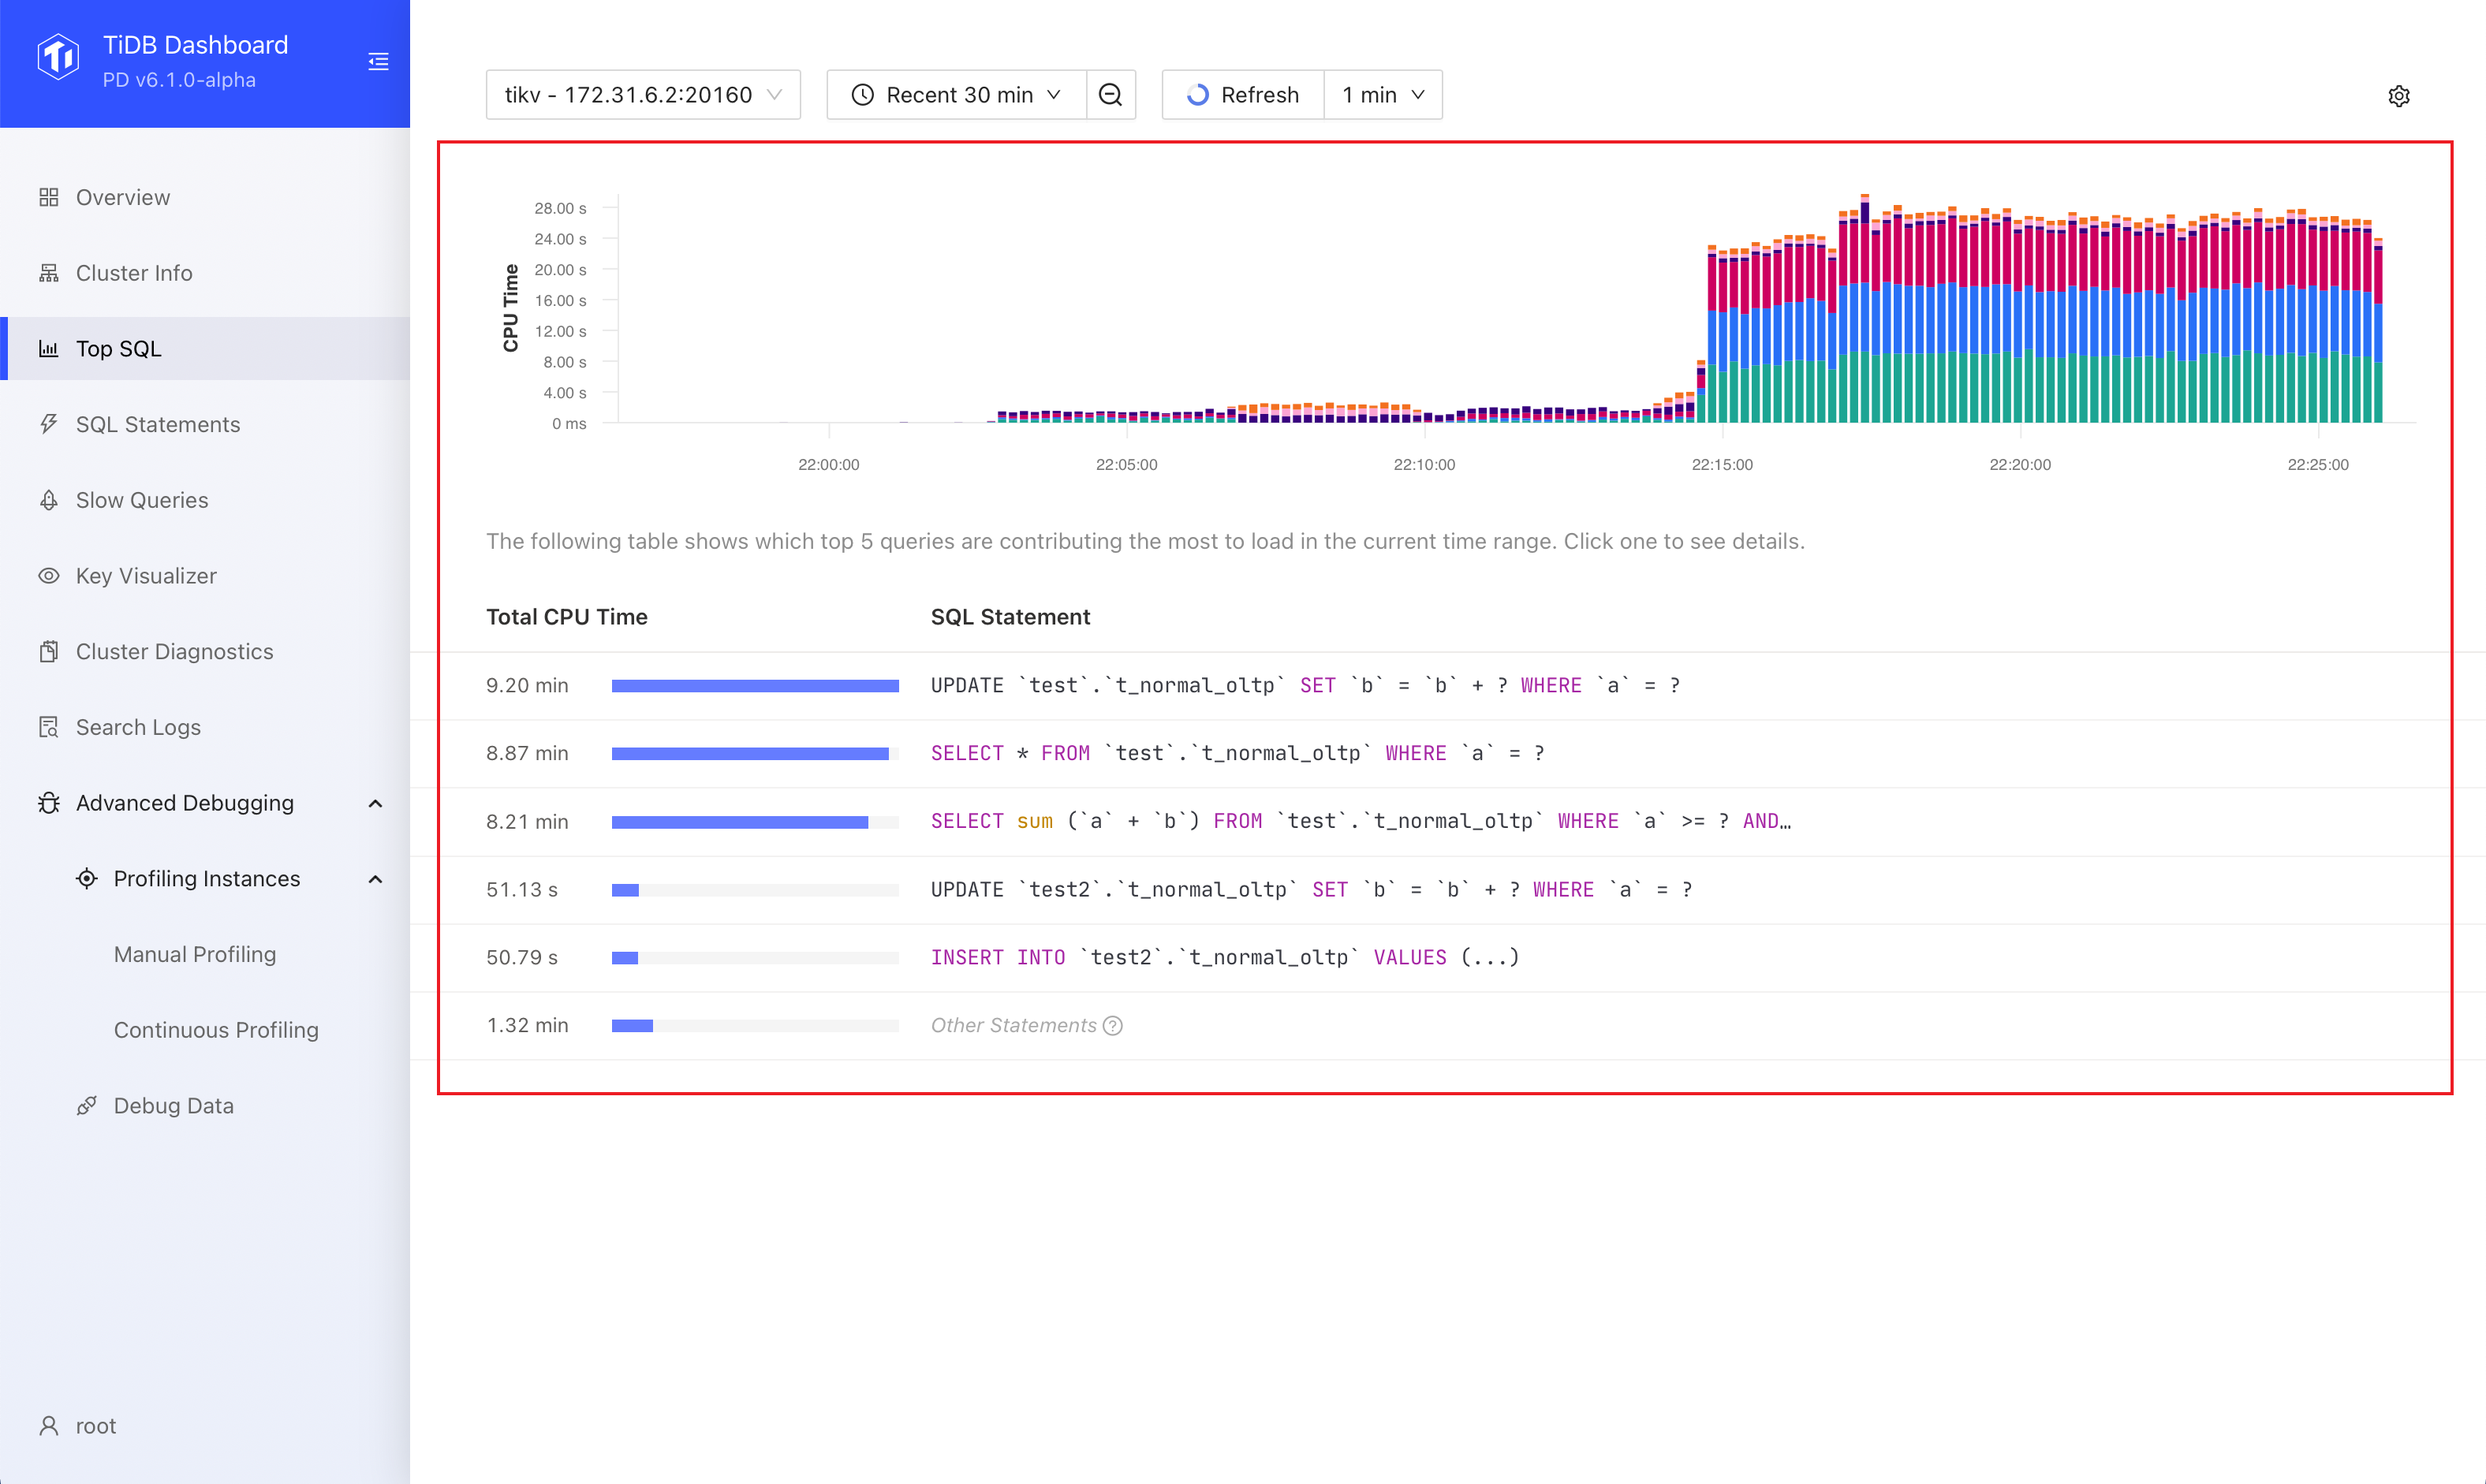 TiDB Dashboard
PD v6.1.0-alpha
Overview
Cluster Info
Top SQL
SQL Statements
Slow Queries
Key Visualizer
Cluster Diagnostics
Search Logs
Advanced Debugging
Profiling Instances
Manual Profiling
Continuous Profiling
Debug Data
root
tikv - 172.31.6.2:20160
Recent 30 min
Refresh
1 min
CPU Time
28.00 s
24.00 s
20.00 s
16.00 s
12.00 s
8.00 s
4.00 s
0 ms
22:00:00 22:05:00 22:10:00 22:15:00 22:20:00 22:25:00
The following table shows which top 5 queries are contributing the most to load in the current time range. Click one to see details.
Total CPU Time SQL Statement
9.20 min UPDATE `test`.`t_normal_oltp` SET `b` = `b` + ? WHERE `a` = ?
8.87 min SELECT * FROM `test`.`t_normal_oltp` WHERE `a` = ?
8.21 min SELECT sum (`a` + `b`) FROM `test`.`t_normal_oltp` WHERE `a` >= ? AND…
51.13 s UPDATE `test2`.`t_normal_oltp` SET `b` = `b` + ? WHERE `a` = ?
50.79 s INSERT INTO `test2`.`t_normal_oltp` VALUES (...)
1.32 min Other Statements